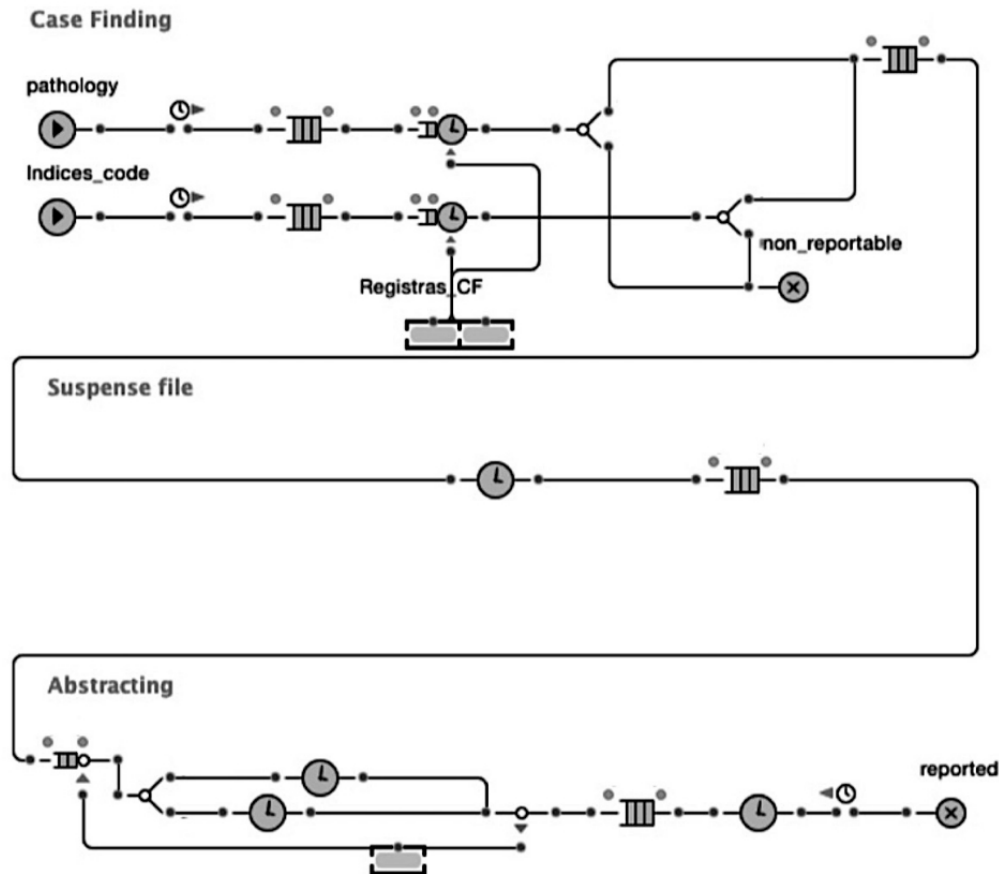 Case Finding
pathology
Indices_code
non_reportable
Registras_CF
Suspense file
Abstracting
reported